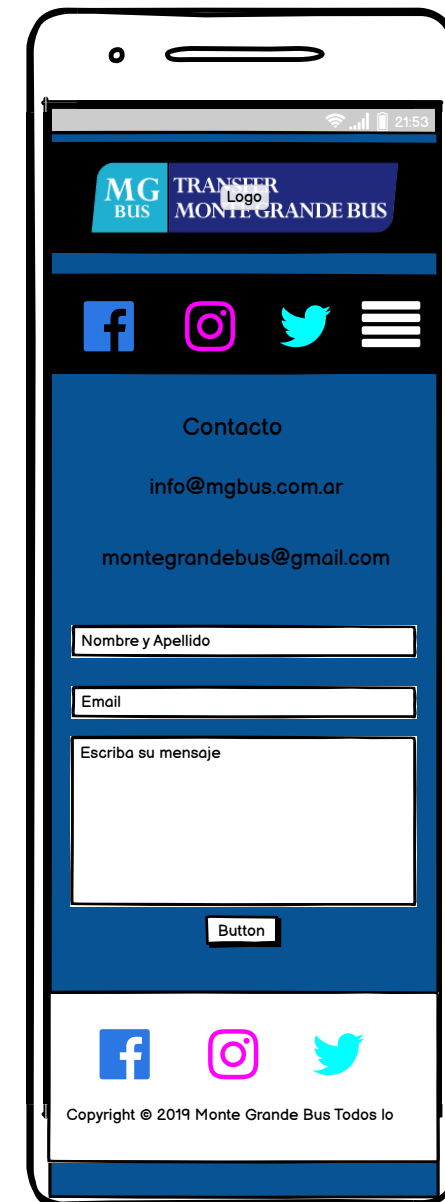 21:53
MG
BUS
TRANSFER
MONTE GRANDE BUS
Logo
Contacto
info@mgbus.com.ar
montegrandebus@gmail.com
Nombre y Apellido
Email
Escriba su mensaje
Button
Copyright © 2019 Monte Grande Bus Todos lo